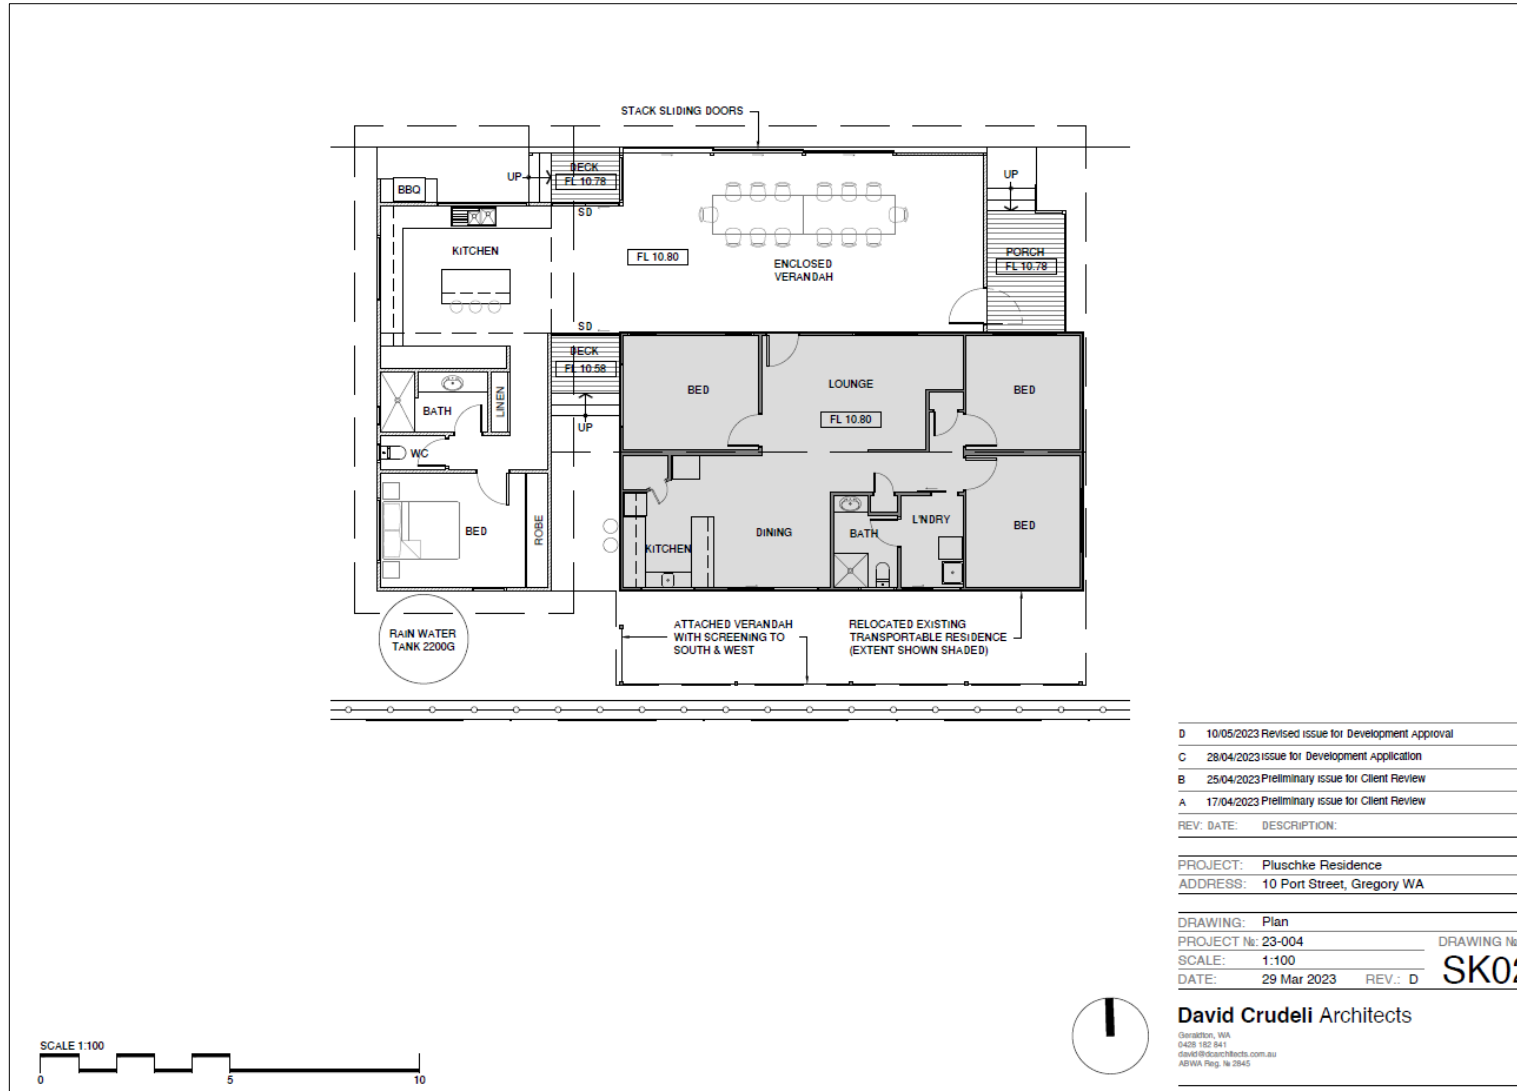 STACK SLIDING DOORS
DECK
FL 10.78
UP
UP
BBQ
SD
KITCHEN
FL 10.80
ENCLOSED
VERANDAH
PORCH
FL 10.78
SD
DECK
FL 10.58
BED
LOUNGE
BED
FL 10.80
LINEN
BATH
UP
WC
BED
ROBE
KITCHEN
DINING
BATH
L'NDRY
BED
RAIN WATER
TANK 2200G
ATTACHED VERANDAH
WITH SCREENING TO
SOUTH & WEST
RELOCATED EXISTING
TRANSPORTABLE RESIDENCE
(EXTENT SHOWN SHADED)
D 10/05/2023 Revised issue for Development Approval
C 28/04/2023 Issue for Development Application
B 25/04/2023 Preliminary Issue for Client Review
A 17/04/2023 Preliminary Issue for Client Review
REV: DATE: DESCRIPTION:
PROJECT: Pluschke Residence
ADDRESS: 10 Port Street, Gregory WA
DRAWING: Plan
PROJECT №: 23-004 DRAWING №
SCALE: 1:100
DATE: 29 Mar 2023 REV.: D SK02
David Crudeli Architects
Geraldton, WA
0428 182 841
david@dcarchitects.com.au
ABWA Reg. № 2845
SCALE 1:100
0 5 10